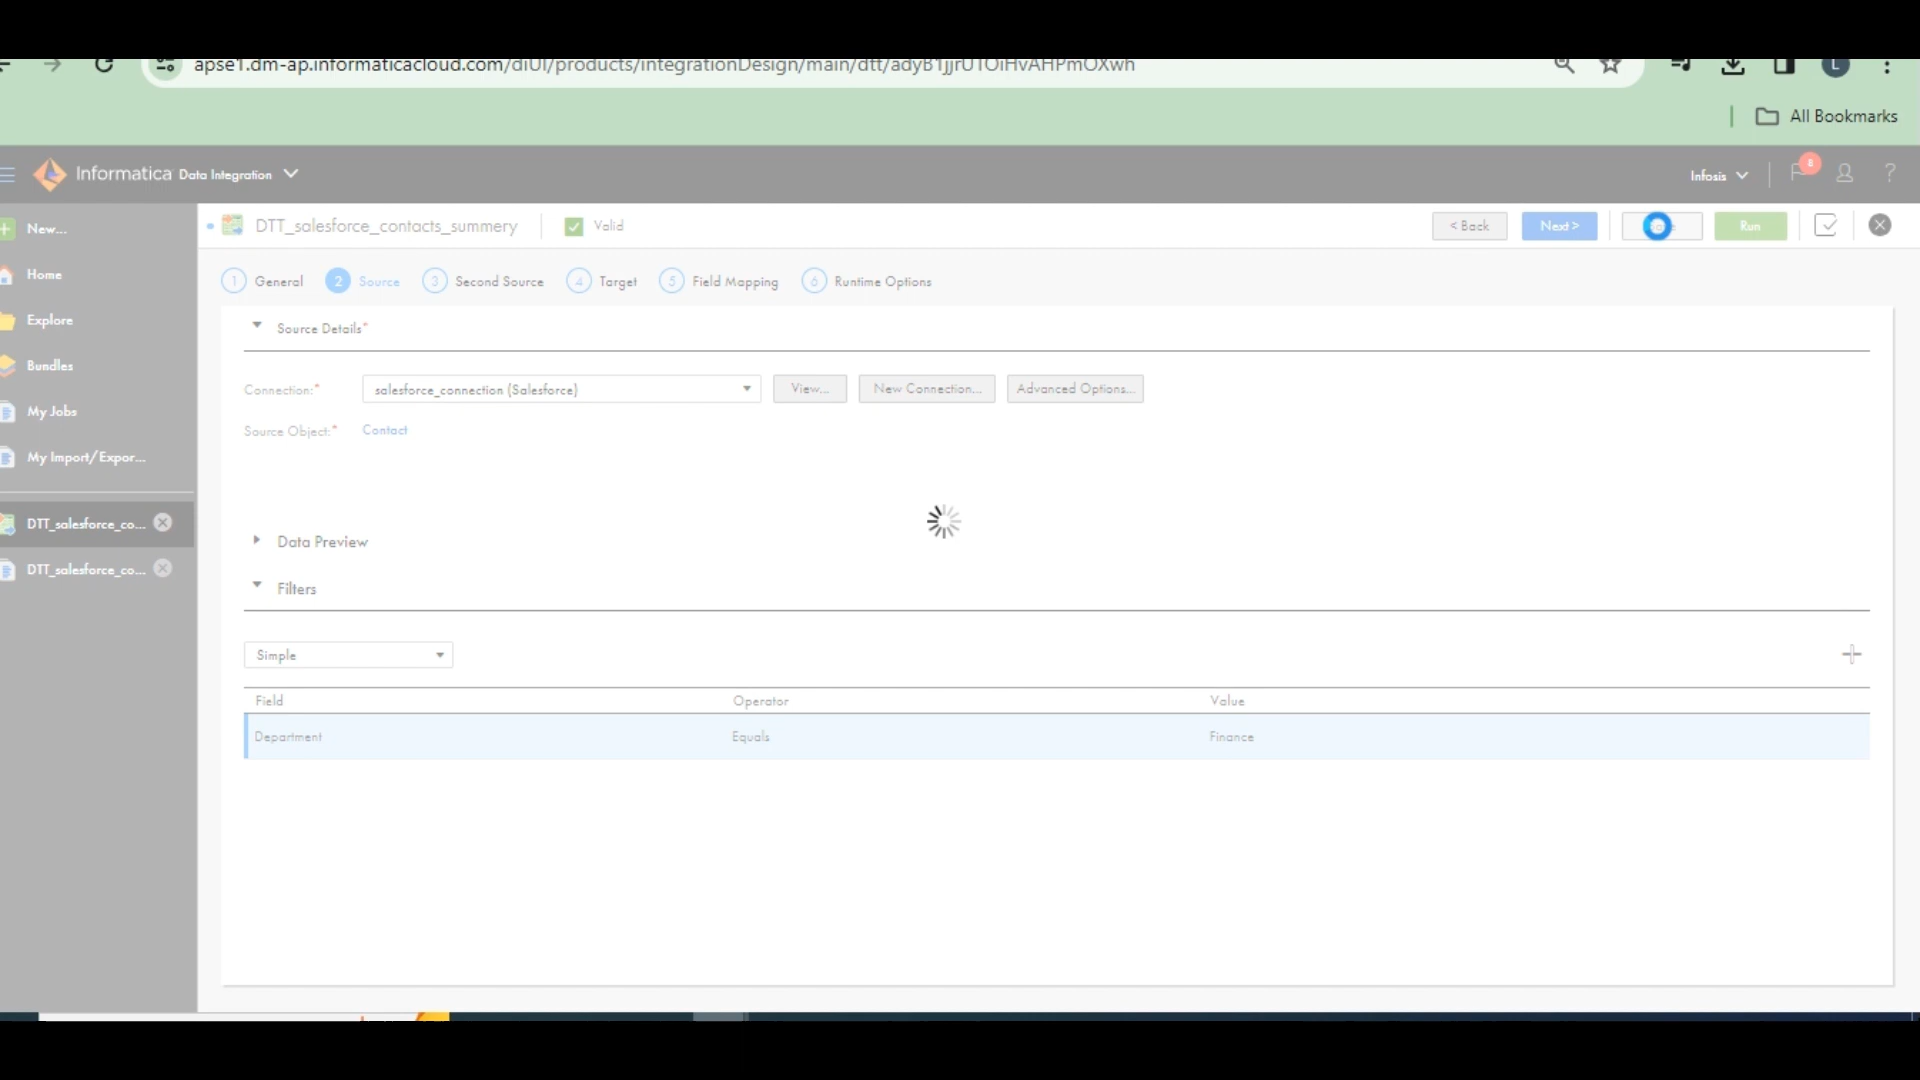 apse1.dm-ap.informaticacloud.com/diUI/products/integrationDesign/main/dtt/adyB1jjrUTOiHvAHPmOXwh
L
All Bookmarks
Informatica Data Integration
Infosis
8
?
New...
DTT_salesforce_contacts_summery
Valid
< Back
Next >
Run
Home
1 General
2 Source
3 Second Source
4 Target
5 Field Mapping
6 Runtime Options
Explore
Source Details*
Bundles
Connection:*
salesforce_connection (Salesforce)
View...
New Connection...
Advanced Options...
My Jobs
Source Object:*
Contact
My Import/Expor...
DTT_salesforce_co...
Data Preview
DTT_salesforce_co...
Filters
Simple
Field
Operator
Value
Department
Equals
Finance